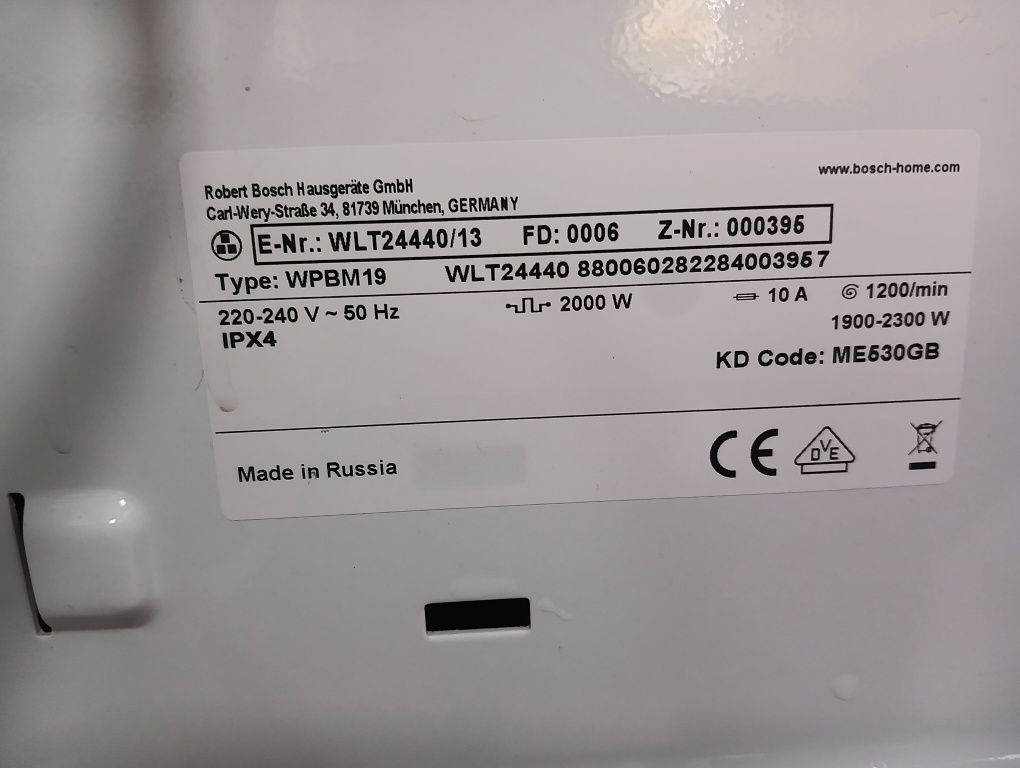 www.bosch-home.com
Robert Bosch Hausgeräte GmbH
Carl-Wery-Straße 34, 81739 München, GERMANY
E-Nr.: WLT24440/13 FD: 0006 Z-Nr.: 000395
Type: WPBM19 WLT24440 880060282284003957
220-240 V ~ 50 Hz 2000 W 10 A 1200/min
IPX4 1900-2300 W
KD Code: ME530GB
Made in Russia CE DVE